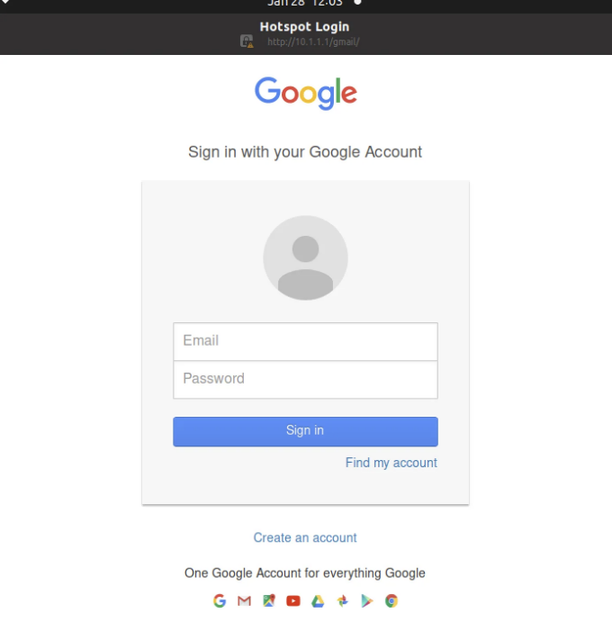 Jan 28 12:03
Hotspot Login
http://10.1.1.1/gmail/
Google
Sign in with your Google Account
Email
Password
Sign in
Find my account
Create an account
One Google Account for everything Google